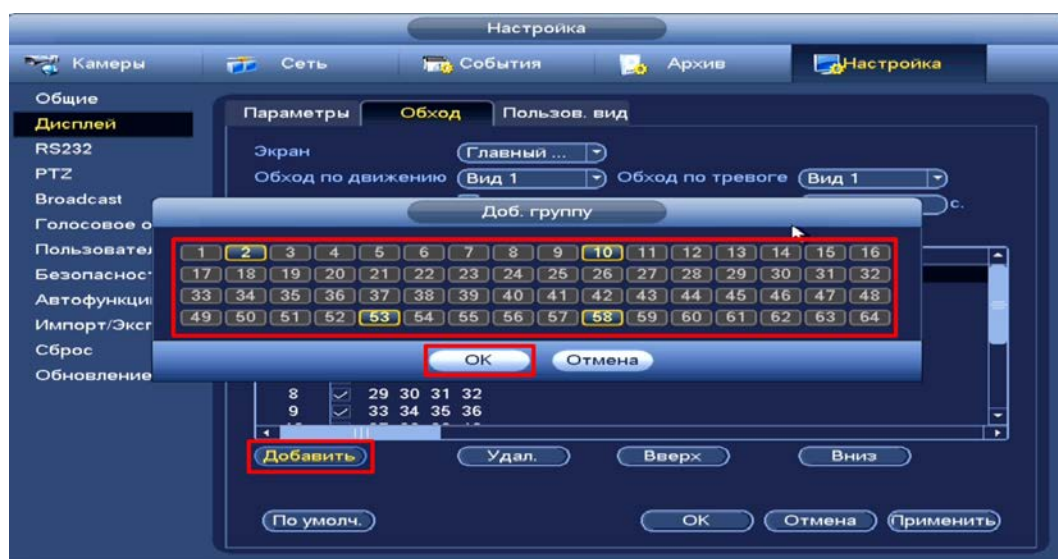 Настройка
Камеры Сеть События Архив Настройка
Общие
Дисплей
RS232
PTZ
Broadcast
Голосовое о
Пользовател
Безопаснос
Автофункци
Импорт/Эксг
Сброс
Обновление
Параметры Обход Пользов. вид
Экран Главный ...
Обход по движению Вид 1 Обход по тревоге Вид 1
с.
Доб. группу
1 2 3 4 5 6 7 8 9 10 11 12 13 14 15 16
17 18 19 20 21 22 23 24 25 26 27 28 29 30 31 32
33 34 35 36 37 38 39 40 41 42 43 44 45 46 47 48
49 50 51 52 53 54 55 56 57 58 59 60 61 62 63 64
OK Отмена
8 29 30 31 32
9 33 34 35 36
Добавить Удал. Вверх Вниз
По умолч. OK Отмена Применить